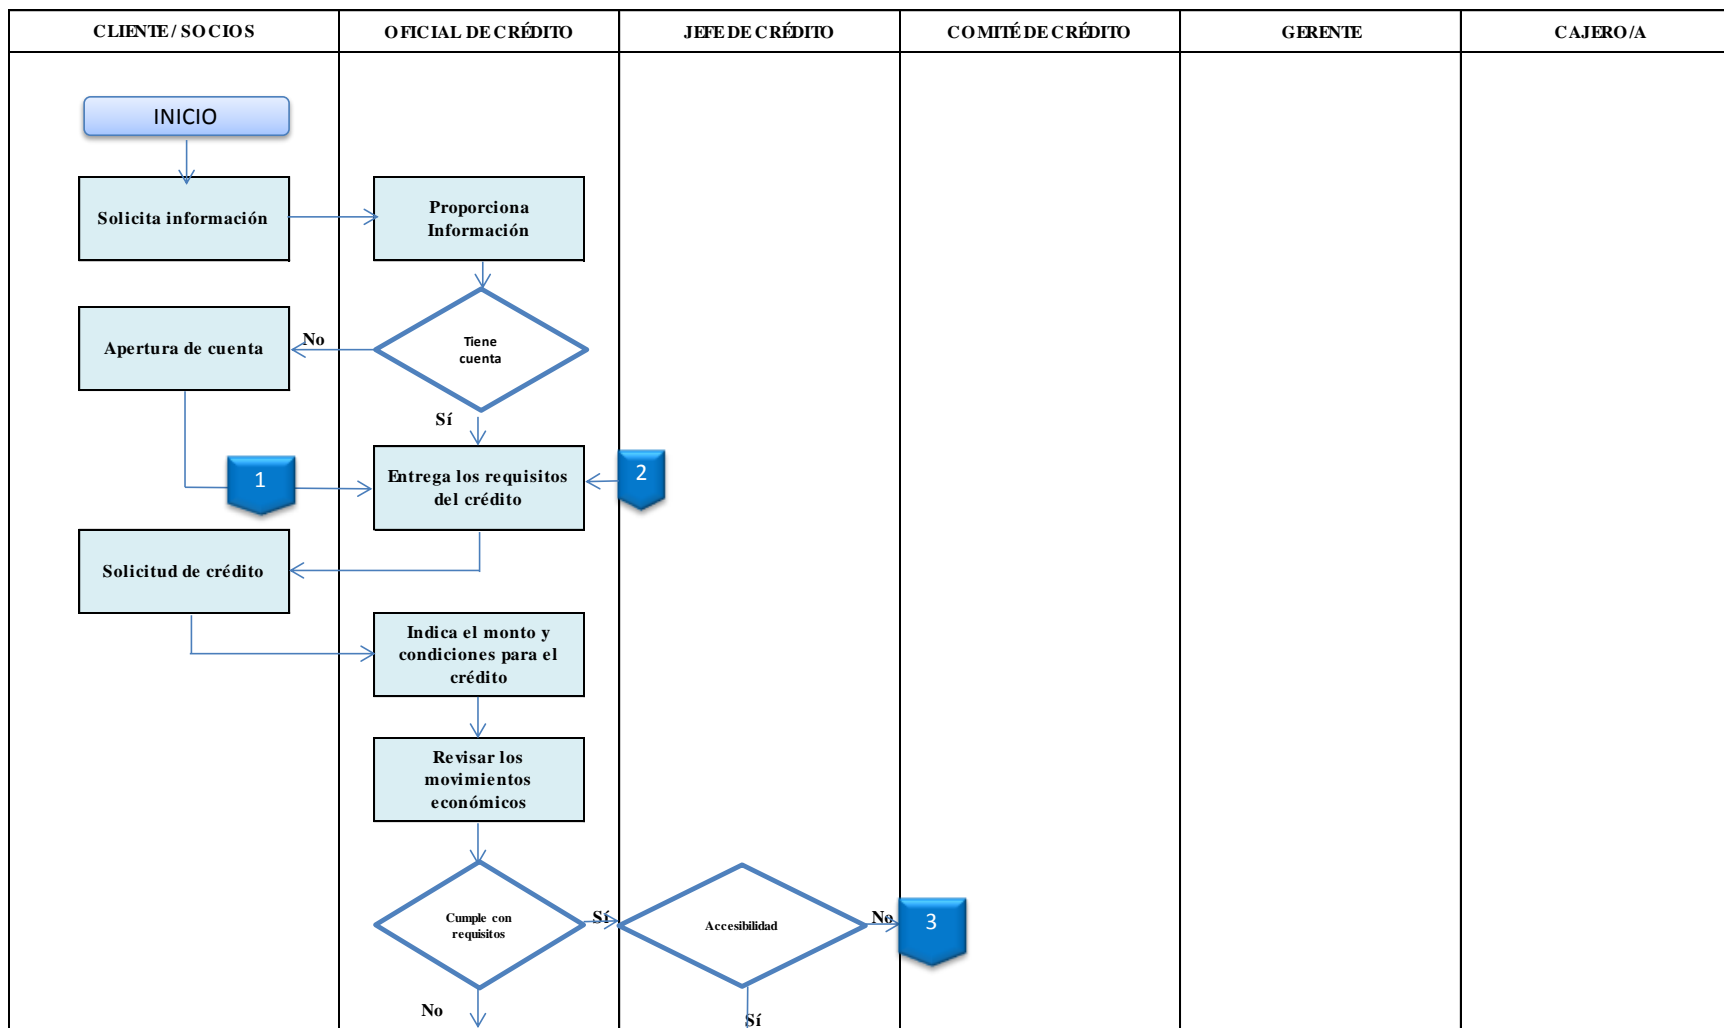 CLIENTE / SOCIOS
OFICIAL DE CRÉDITO
JEFE DE CRÉDITO
COMITÉ DE CRÉDITO
GERENTE
CAJERO/A
INICIO
Solicita información
Proporciona
Información
Apertura de cuenta
No
Tiene
cuenta
Sí
1
Entrega los requisitos
del crédito
2
Solicitud de crédito
Indica el monto y
condiciones para el
crédito
Revisar los
movimientos
económicos
Cumple con
requisitos
Sí
Accesibilidad
No
3
No
Sí